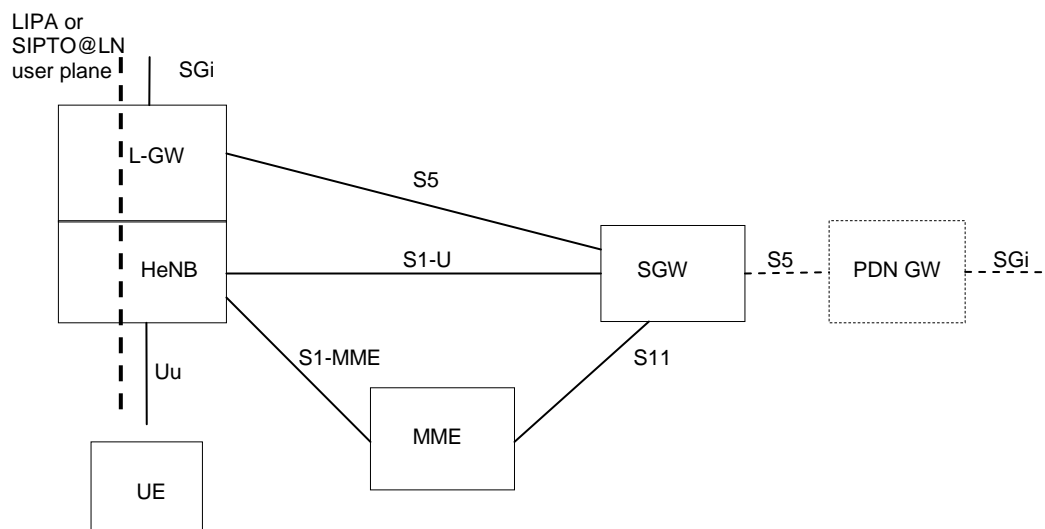 LIPA or
SIPTO@LN
user plane
SGi
L-GW
S5
HeNB
S1-U
SGW
S5
PDN GW
SGi
S1-MME
S11
Uu
MME
UE